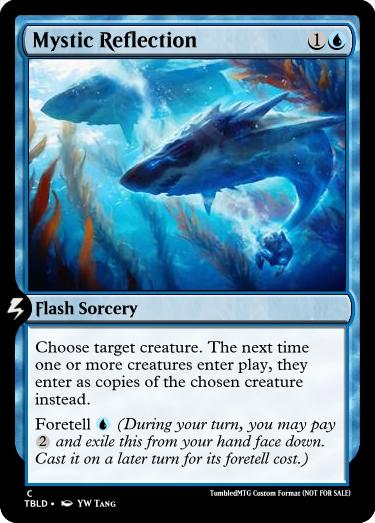 Mystic Reflection 1
Flash Sorcery
Choose target creature. The next time
one or more creatures enter play, they
enter as copies of the chosen creature
instead.
Foretell (During your turn, you may pay
2 and exile this from your hand face down.
Cast it on a later turn for its foretell cost.)
C
TumbledMTG Custom Format (NOT FOR SALE)
TBLD • YW Tang